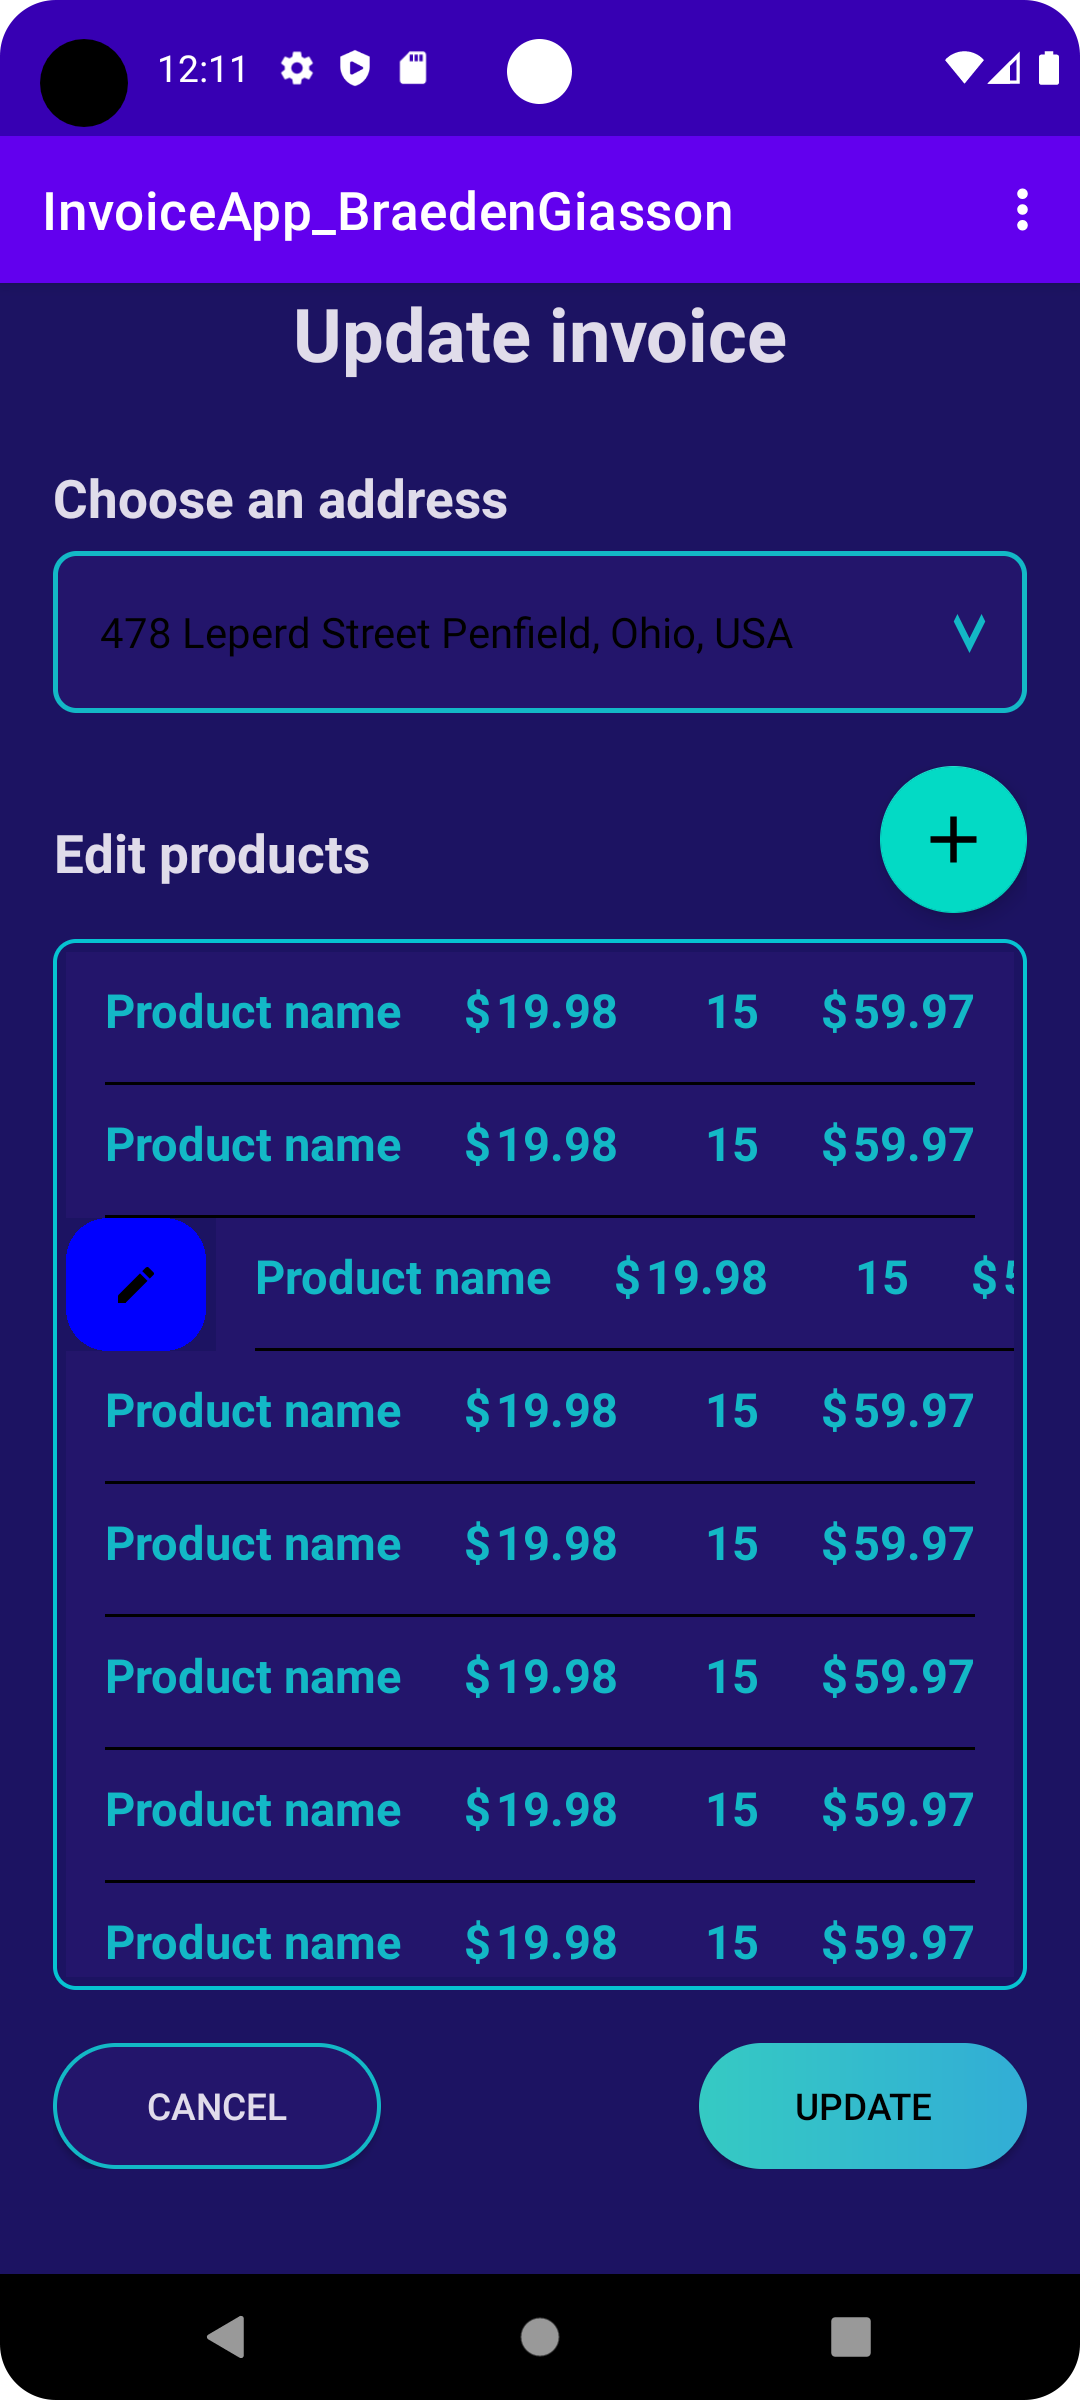 12:11
InvoiceApp_BraedenGiasson
Update invoice
Choose an address
478 Leperd Street Penfield, Ohio, USA
Edit products
Product name $19.98 15 $59.97
Product name $19.98 15 $59.97
Product name $19.98 15 $
Product name $19.98 15 $59.97
Product name $19.98 15 $59.97
Product name $19.98 15 $59.97
Product name $19.98 15 $59.97
Product name $19.98 15 $59.97
CANCEL UPDATE